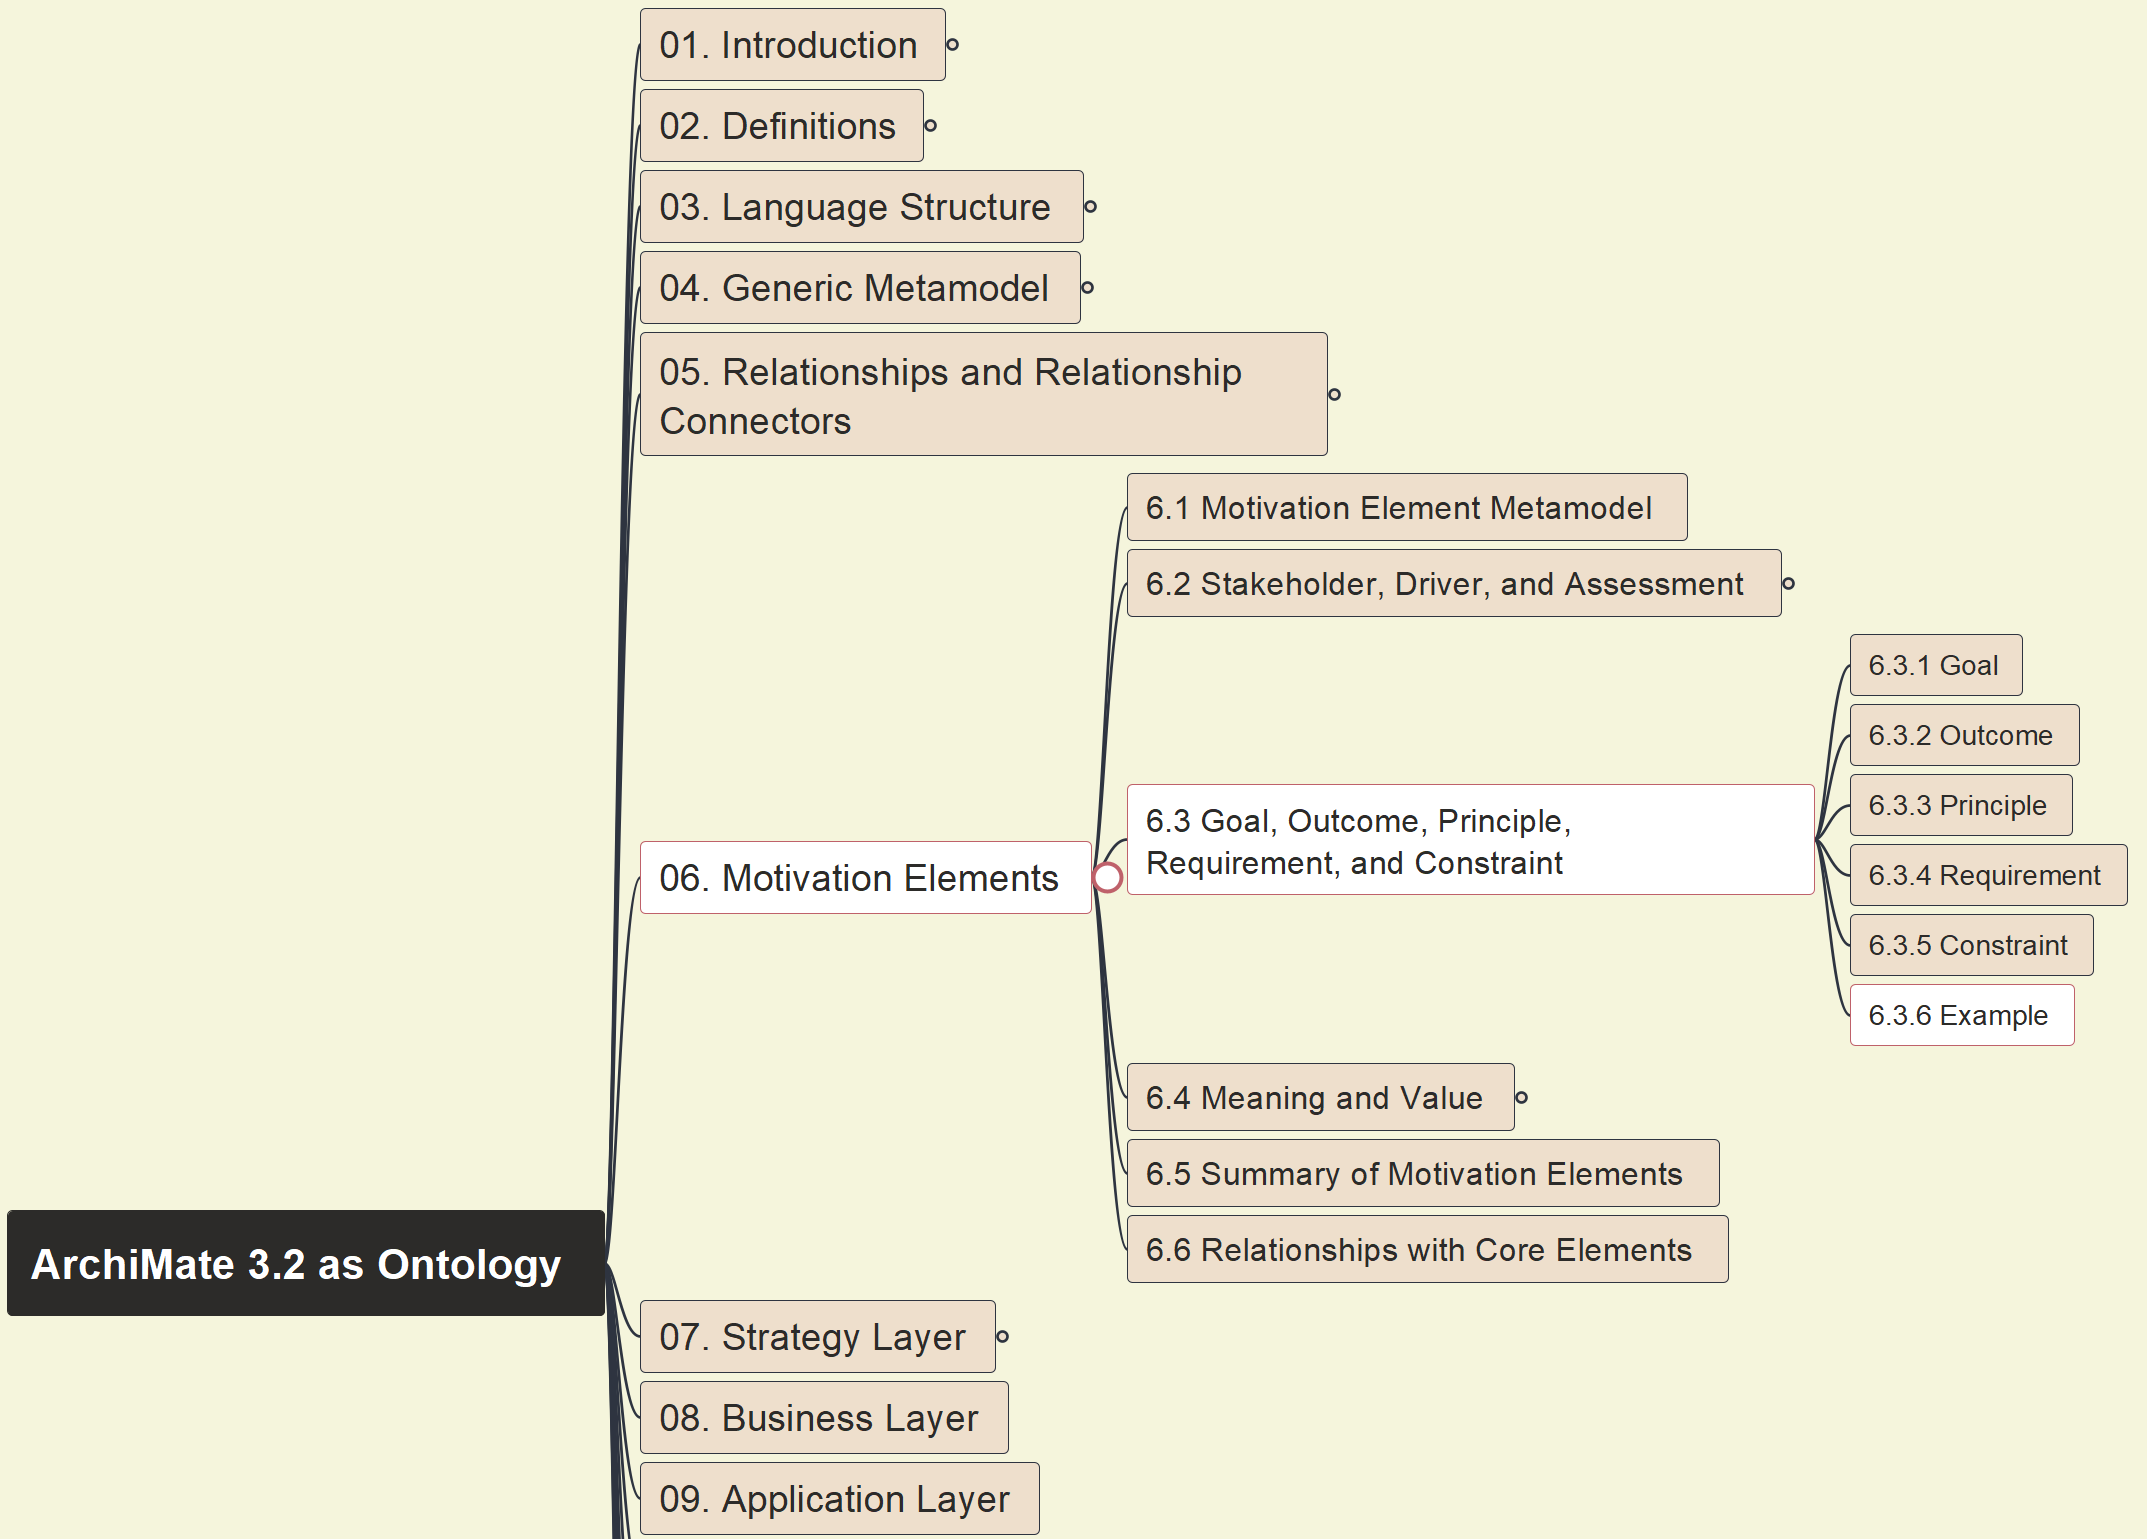 01. Introduction
02. Definitions
03. Language Structure
04. Generic Metamodel
05. Relationships and Relationship
Connectors
6.1 Motivation Element Metamodel
6.2 Stakeholder, Driver, and Assessment
6.3.1 Goal
6.3.2 Outcome
6.3.3 Principle
6.3 Goal, Outcome, Principle,
Requirement, and Constraint
06. Motivation Elements
6.3.4 Requirement
6.3.5 Constraint
6.3.6 Example
6.4 Meaning and Value
6.5 Summary of Motivation Elements
6.6 Relationships with Core Elements
ArchiMate 3.2 as Ontology
07. Strategy Layer
08. Business Layer
09. Application Layer